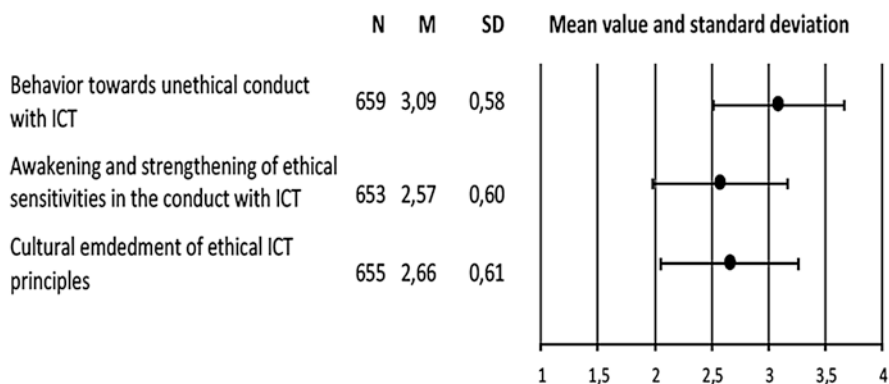 N M SD Mean value and standard deviation
Behavior towards unethical conduct
with ICT
659 3,09 0,58
Awakening and strengthening of ethical
sensitivities in the conduct with ICT
653 2,57 0,60
Cultural emdedment of ethical ICT
principles
655 2,66 0,61
1 1,5 2 2,5 3 3,5 4